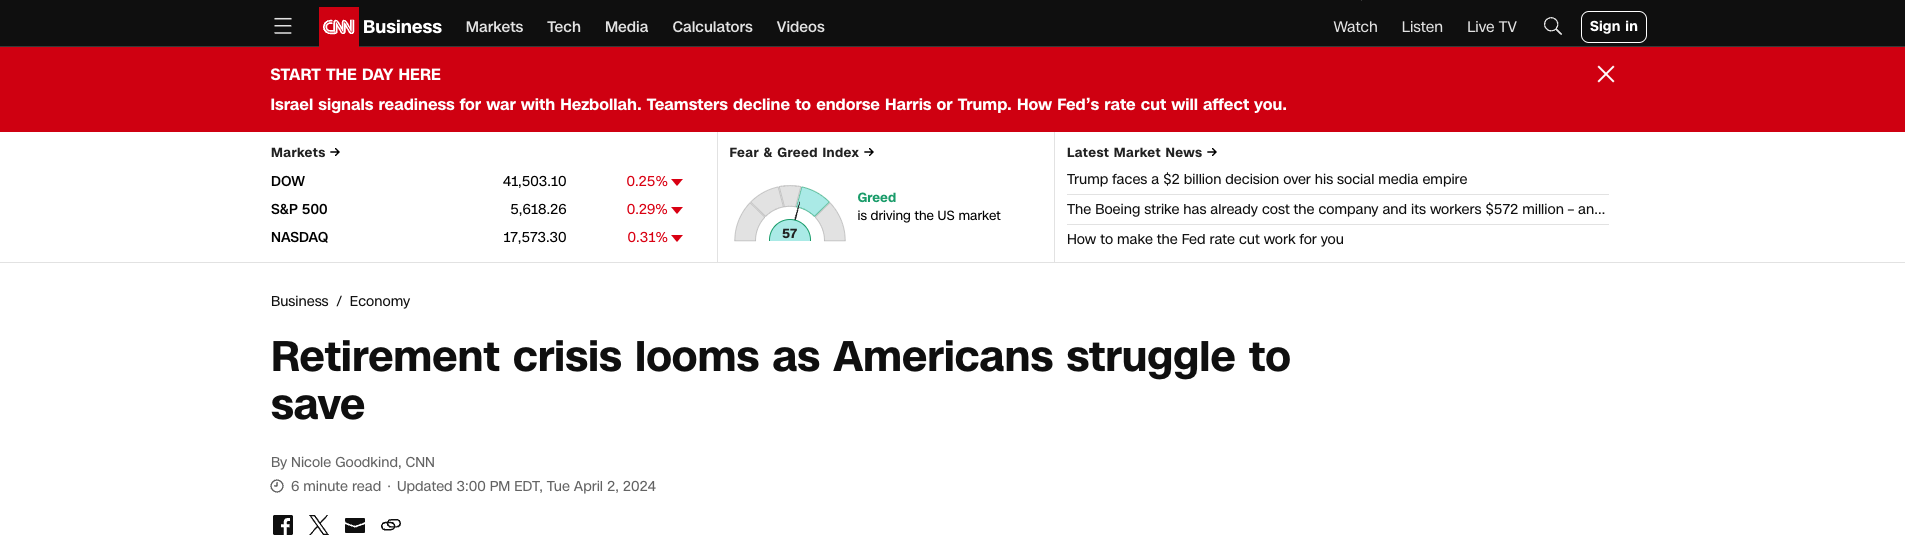 CNN Business Markets Tech Media Calculators Videos Watch Listen Live TV Sign in
START THE DAY HERE
Israel signals readiness for war with Hezbollah. Teamsters decline to endorse Harris or Trump. How Fed's rate cut will affect you.
Markets →
DOW 41,503.10 0.25%
S&P 500 5,618.26 0.29%
NASDAQ 17,573.30 0.31%
Fear & Greed Index →
57
Greed
is driving the US market
Latest Market News →
Trump faces a $2 billion decision over his social media empire
The Boeing strike has already cost the company and its workers $572 million – an...
How to make the Fed rate cut work for you
Business / Economy
Retirement crisis looms as Americans struggle to
save
By Nicole Goodkind, CNN
6 minute read · Updated 3:00 PM EDT, Tue April 2, 2024